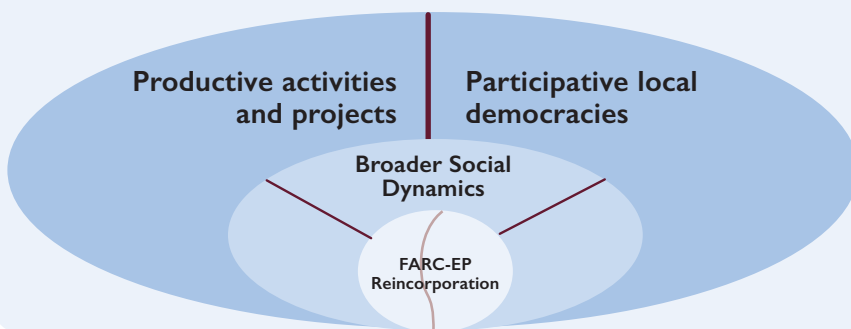 Productive activities
and projects
Participative local
democracies
Broader Social
Dynamics
FARC-EP
Reincorporation